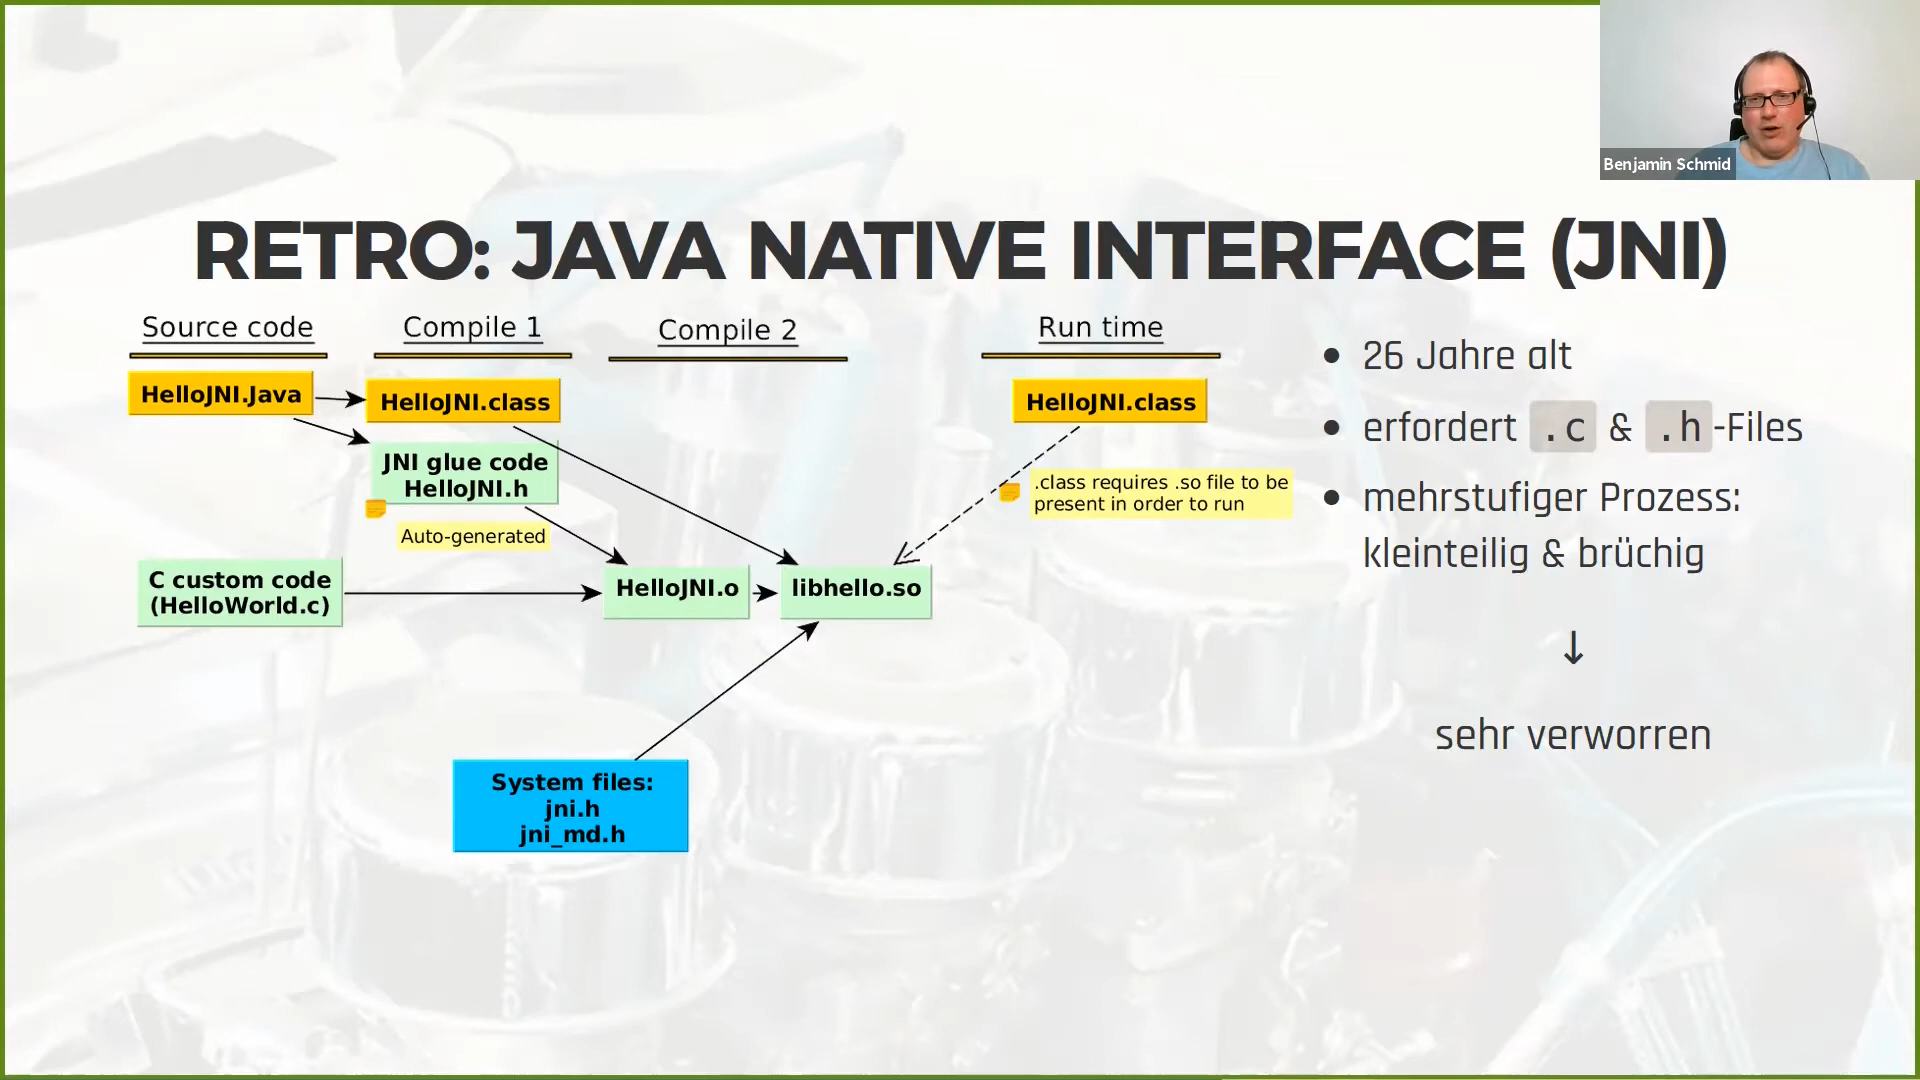 Benjamin Schmid
RETRO: JAVA NATIVE INTERFACE (JNI)
Source code
Compile 1
Compile 2
Run time
HelloJNI.Java
HelloJNI.class
HelloJNI.class
JNI glue code
HelloJNI.h
Auto-generated
.class requires .so file to be
present in order to run
C custom code
(HelloWorld.c)
HelloJNI.o
libhello.so
System files:
jni.h
jni_md.h
• 26 Jahre alt
• erfordert .c & .h-Files
• mehrstufiger Prozess:
kleinteilig & brüchig
↓
sehr verworren